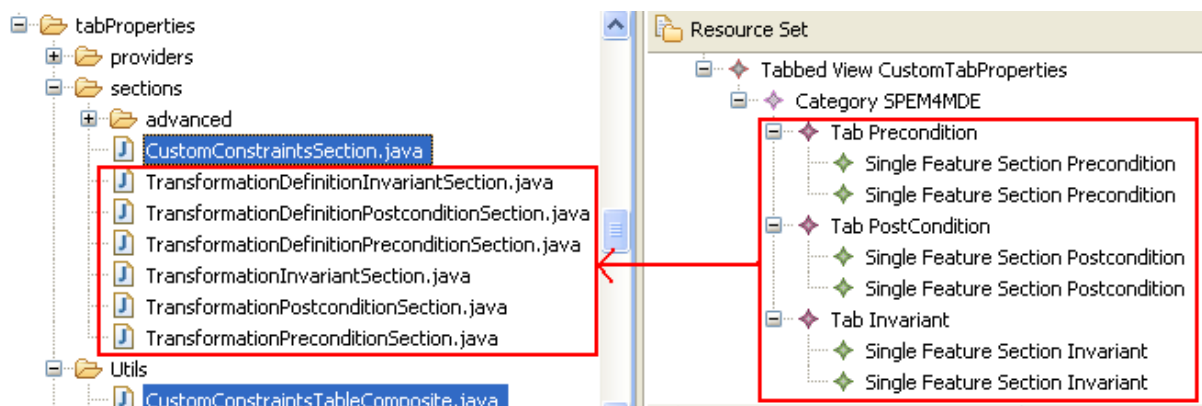 tabProperties
providers
sections
advanced
CustomConstraintsSection.java
TransformationDefinitionInvariantSection.java
TransformationDefinitionPostconditionSection.java
TransformationDefinitionPreconditionSection.java
TransformationInvariantSection.java
TransformationPostconditionSection.java
TransformationPreconditionSection.java
Utils
CustomConstraintsTableComposite.java
Resource Set
Tabbed View CustomTabProperties
Category SPEM4MDE
Tab Precondition
Single Feature Section Precondition
Single Feature Section Precondition
Tab PostCondition
Single Feature Section Postcondition
Single Feature Section Postcondition
Tab Invariant
Single Feature Section Invariant
Single Feature Section Invariant